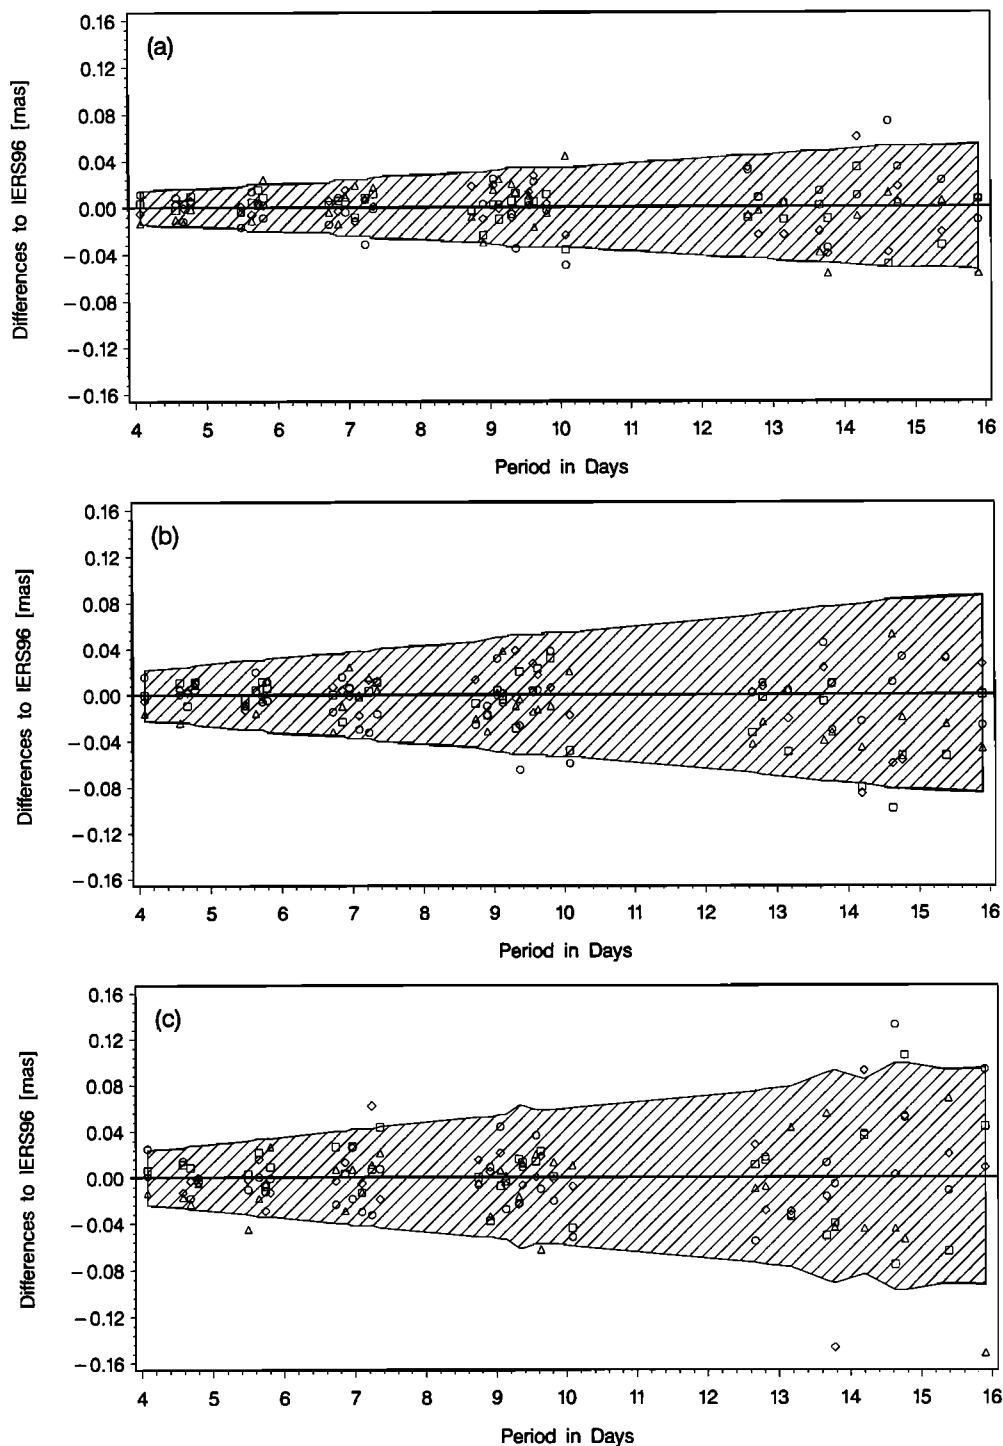 (a)
Differences to IERS96 [mas]
0.16
0.12
0.08
0.04
0.00
−0.04
−0.08
−0.12
−0.16
4 5 6 7 8 9 10 11 12 13 14 15 16
Period in Days
(b)
Differences to IERS96 [mas]
0.16
0.12
0.08
0.04
0.00
−0.04
−0.08
−0.12
−0.16
4 5 6 7 8 9 10 11 12 13 14 15 16
Period in Days
(c)
Differences to IERS96 [mas]
0.16
0.12
0.08
0.04
0.00
−0.04
−0.08
−0.12
−0.16
4 5 6 7 8 9 10 11 12 13 14 15 16
Period in Days